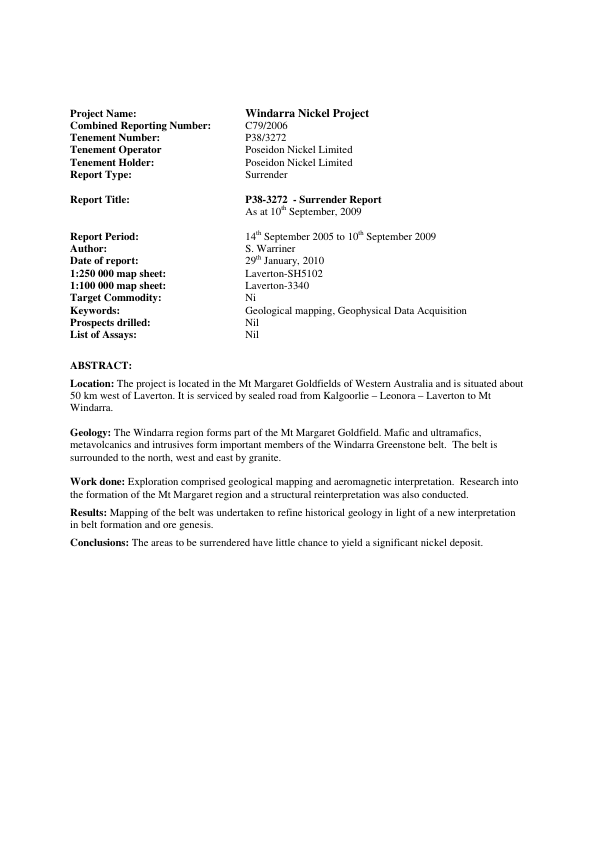 Project Name: Windarra Nickel Project
Combined Reporting Number: C79/2006
Tenement Number: P38/3272
Tenement Operator Poseidon Nickel Limited
Tenement Holder: Poseidon Nickel Limited
Report Type: Surrender
Report Title: P38-3272 - Surrender Report
As at 10th September, 2009
Report Period: 14th September 2005 to 10th September 2009
Author: S. Warriner
Date of report: 29th January, 2010
1:250 000 map sheet: Laverton-SH5102
1:100 000 map sheet: Laverton-3340
Target Commodity: Ni
Keywords: Geological mapping, Geophysical Data Acquisition
Prospects drilled: Nil
List of Assays: Nil
ABSTRACT:
Location: The project is located in the Mt Margaret Goldfields of Western Australia and is situated about
50 km west of Laverton. It is serviced by sealed road from Kalgoorlie – Leonora – Laverton to Mt
Windarra.
Geology: The Windarra region forms part of the Mt Margaret Goldfield. Mafic and ultramafics,
metavolcanics and intrusives form important members of the Windarra Greenstone belt. The belt is
surrounded to the north, west and east by granite.
Work done: Exploration comprised geological mapping and aeromagnetic interpretation. Research into
the formation of the Mt Margaret region and a structural reinterpretation was also conducted.
Results: Mapping of the belt was undertaken to refine historical geology in light of a new interpretation
in belt formation and ore genesis.
Conclusions: The areas to be surrendered have little chance to yield a significant nickel deposit.